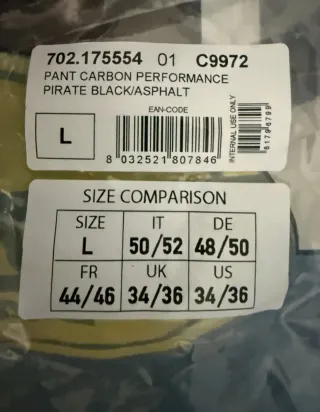 702.175554 01 C9972
PANT CARBON PERFORMANCE
PIRATE BLACK/ASPHALT
EAN-CODE
L
8 032521 807846
INTERNAL USE ONLY
61796799
SIZE COMPARISON
SIZE IT DE
L 50/52 48/50
FR UK US
44/46 34/36 34/36